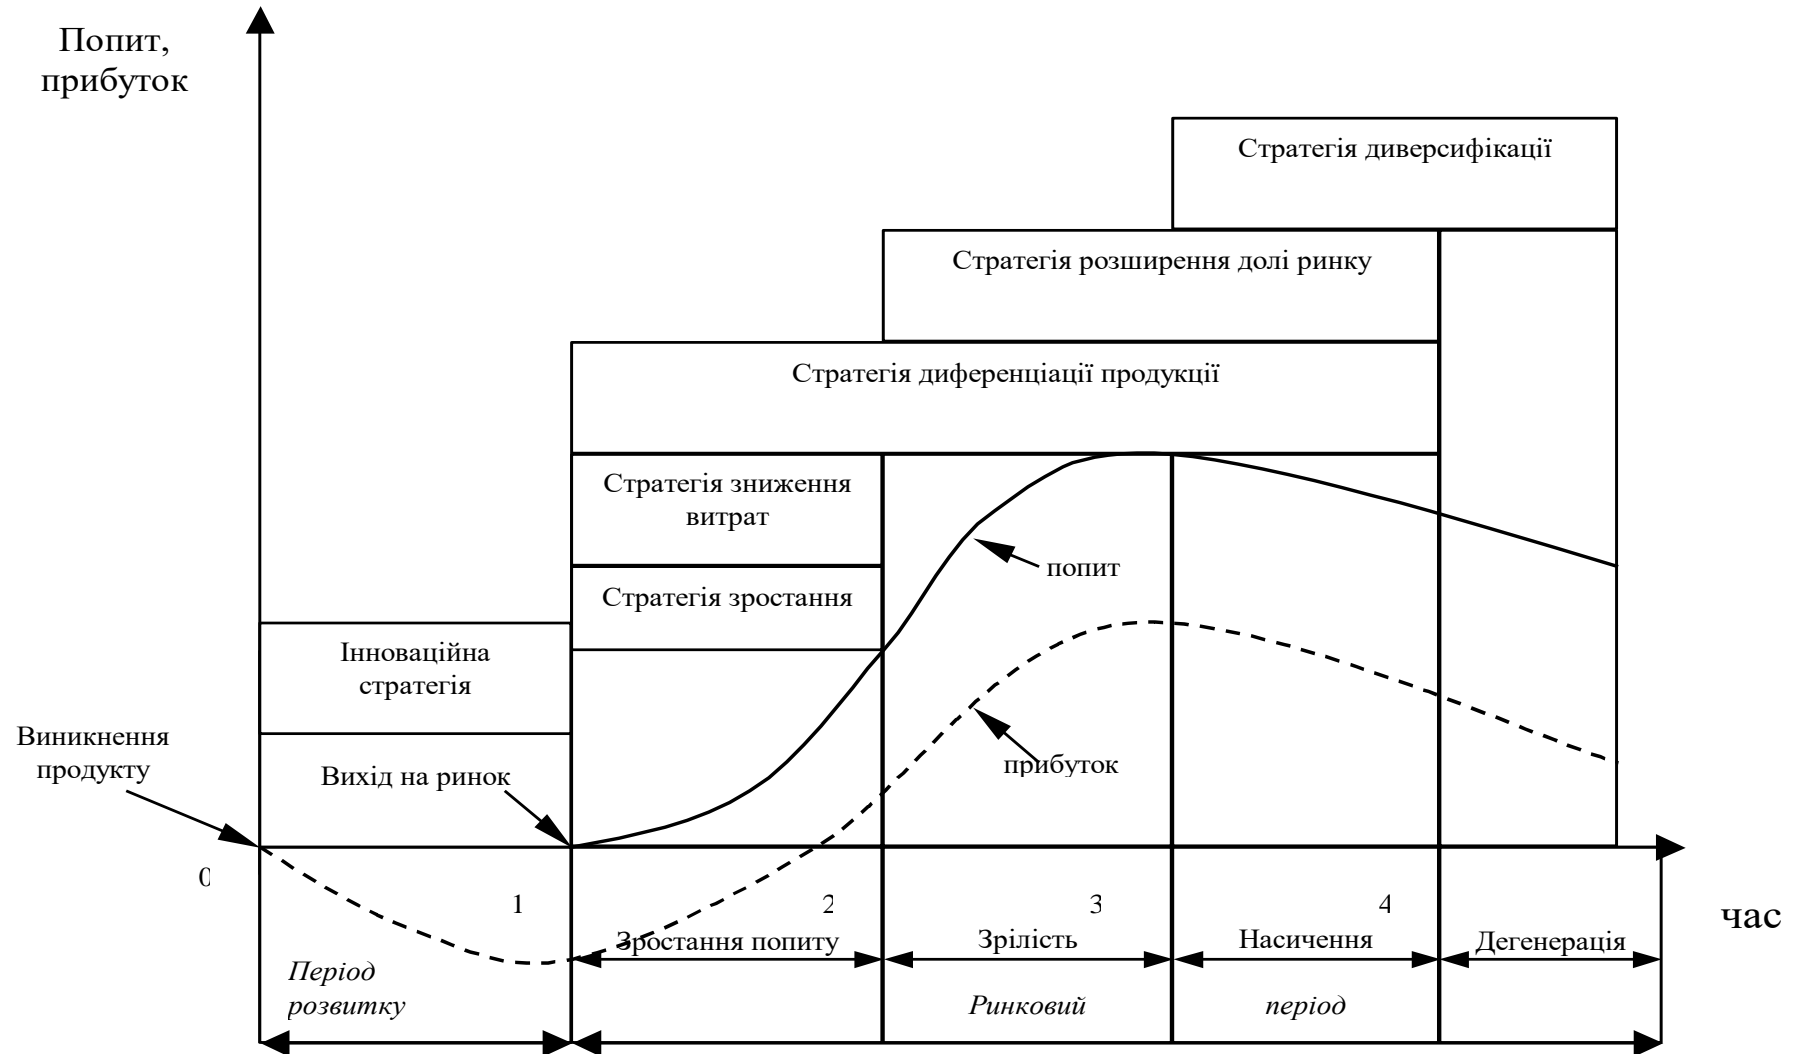 Попит,
прибуток
Стратегія диверсифікації
Стратегія розширення долі ринку
Стратегія диференціації продукції
Стратегія зниження
витрат
попит
Стратегія зростання
Інноваційна
стратегія
Виникнення
продукту
Вихід на ринок
прибуток
0
1
2
3
4
час
Зростання попиту
Зрілість
Насичення
Дегенерація
Період
розвитку
Ринковий
період